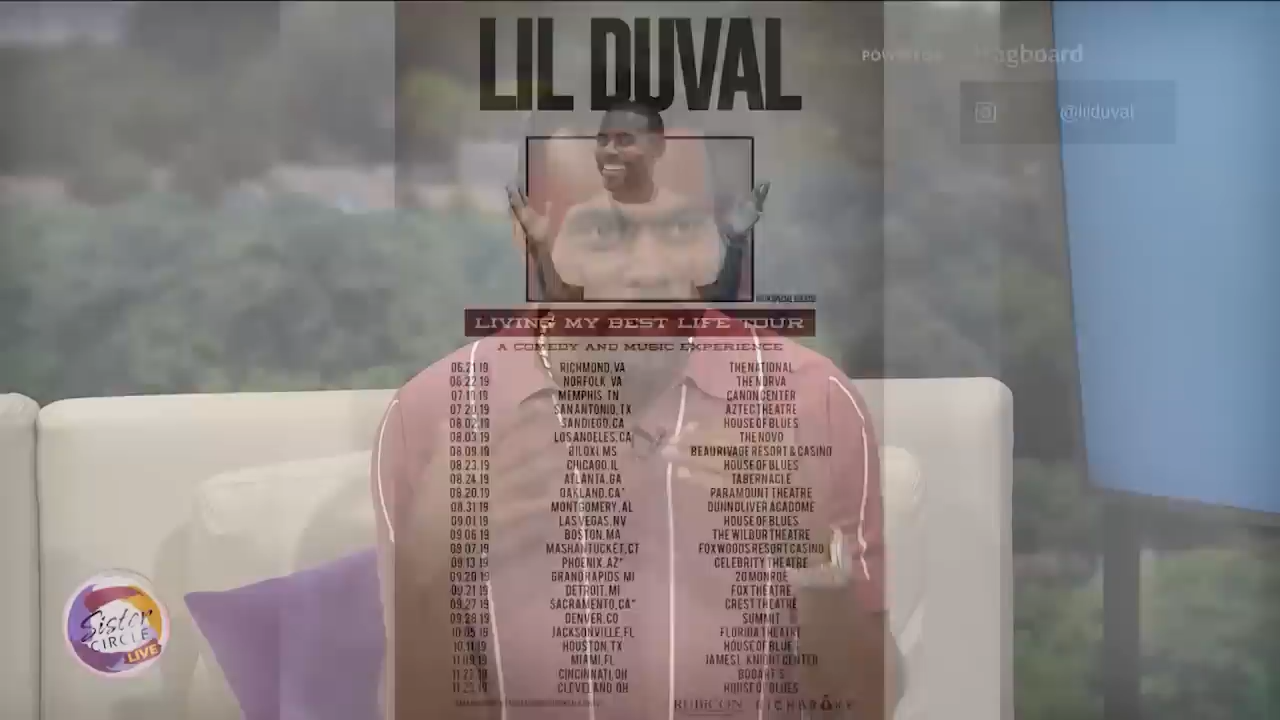 LIL DUVAL
@lilduval
LIVING MY BEST LIFE TOUR
A COMEDY AND MUSIC EXPERIENCE
06.21.19 RICHMOND, VA THE NATIONAL
06.22.19 NORFOLK, VA THE NORVA
07.19.19 MEMPHIS, TN CANON CENTER
07.20.19 SAN ANTONIO, TX AZTEC THEATRE
08.02.19 SAN DIEGO, CA HOUSE OF BLUES
08.03.19 LOS ANGELES, CA THE NOVO
08.09.19 BILOXI, MS BEAU RIVAGE RESORT & CASINO
08.23.19 CHICAGO, IL HOUSE OF BLUES
08.24.19 ATLANTA, GA TABERNACLE
OAKLAND, CA* PARAMOUNT THEATRE
08.31.19 MONTGOMERY, AL DUNN OLIVER ACADOME
09.01.19 LAS VEGAS, NV HOUSE OF BLUES
09.06.19 BOSTON, MA THE WILBUR THEATRE
09.07.19 MASHANTUCKET, CT FOXWOODS RESORT CASINO
09.13.19 PHOENIX, AZ* CELEBRITY THEATRE
09.20.19 GRAND RAPIDS, MI 20 MONROE
09.21.19 DETROIT, MI FOX THEATRE
09.27.19 SACRAMENTO, CA* CREST THEATRE
09.28.19 DENVER, CO SUMMIT
10.05.19 JACKSONVILLE, FL FLORIDA THEATRE
10.11.19 HOUSTON, TX HOUSE OF BLUES
11.09.19 MIAMI, FL JAMES L. KNIGHT CENTER
CINCINNATI, OH BOGART'S
CLEVELAND, OH HOUSE OF BLUES
RUBICON RICHBROKE
Sister
CIRCLE
LIVE